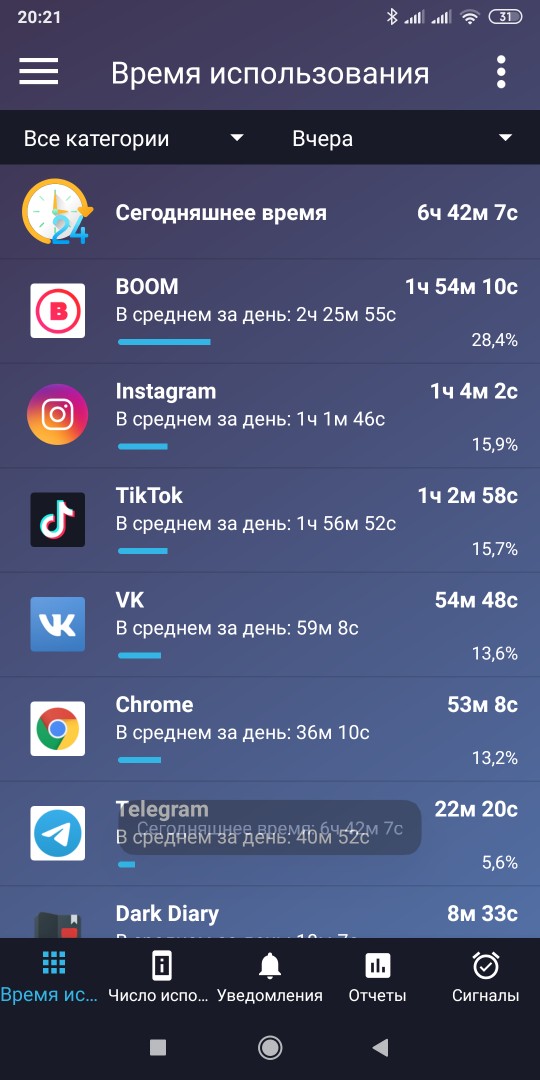 20:21
31
Время использования
Все категории
Вчера
24
Сегодняшнее время
6ч 42м 7с
BOOM
1ч 54м 10с
В среднем за день: 2ч 25м 55с
28,4%
Instagram
1ч 4м 2с
В среднем за день: 1ч 1м 46с
15,9%
TikTok
1ч 2м 58с
В среднем за день: 1ч 56м 52с
15,7%
VK
54м 48с
В среднем за день: 59м 8с
13,6%
Chrome
53м 8с
В среднем за день: 36м 10с
13,2%
Telegram
22м 20с
Сегодняшнее время: 6ч 42м 7с
В среднем за день: 40м 52с
5,6%
Dark Diary
8м 33с
Время ис...
Число испо...
Уведомления
Отчеты
Сигналы